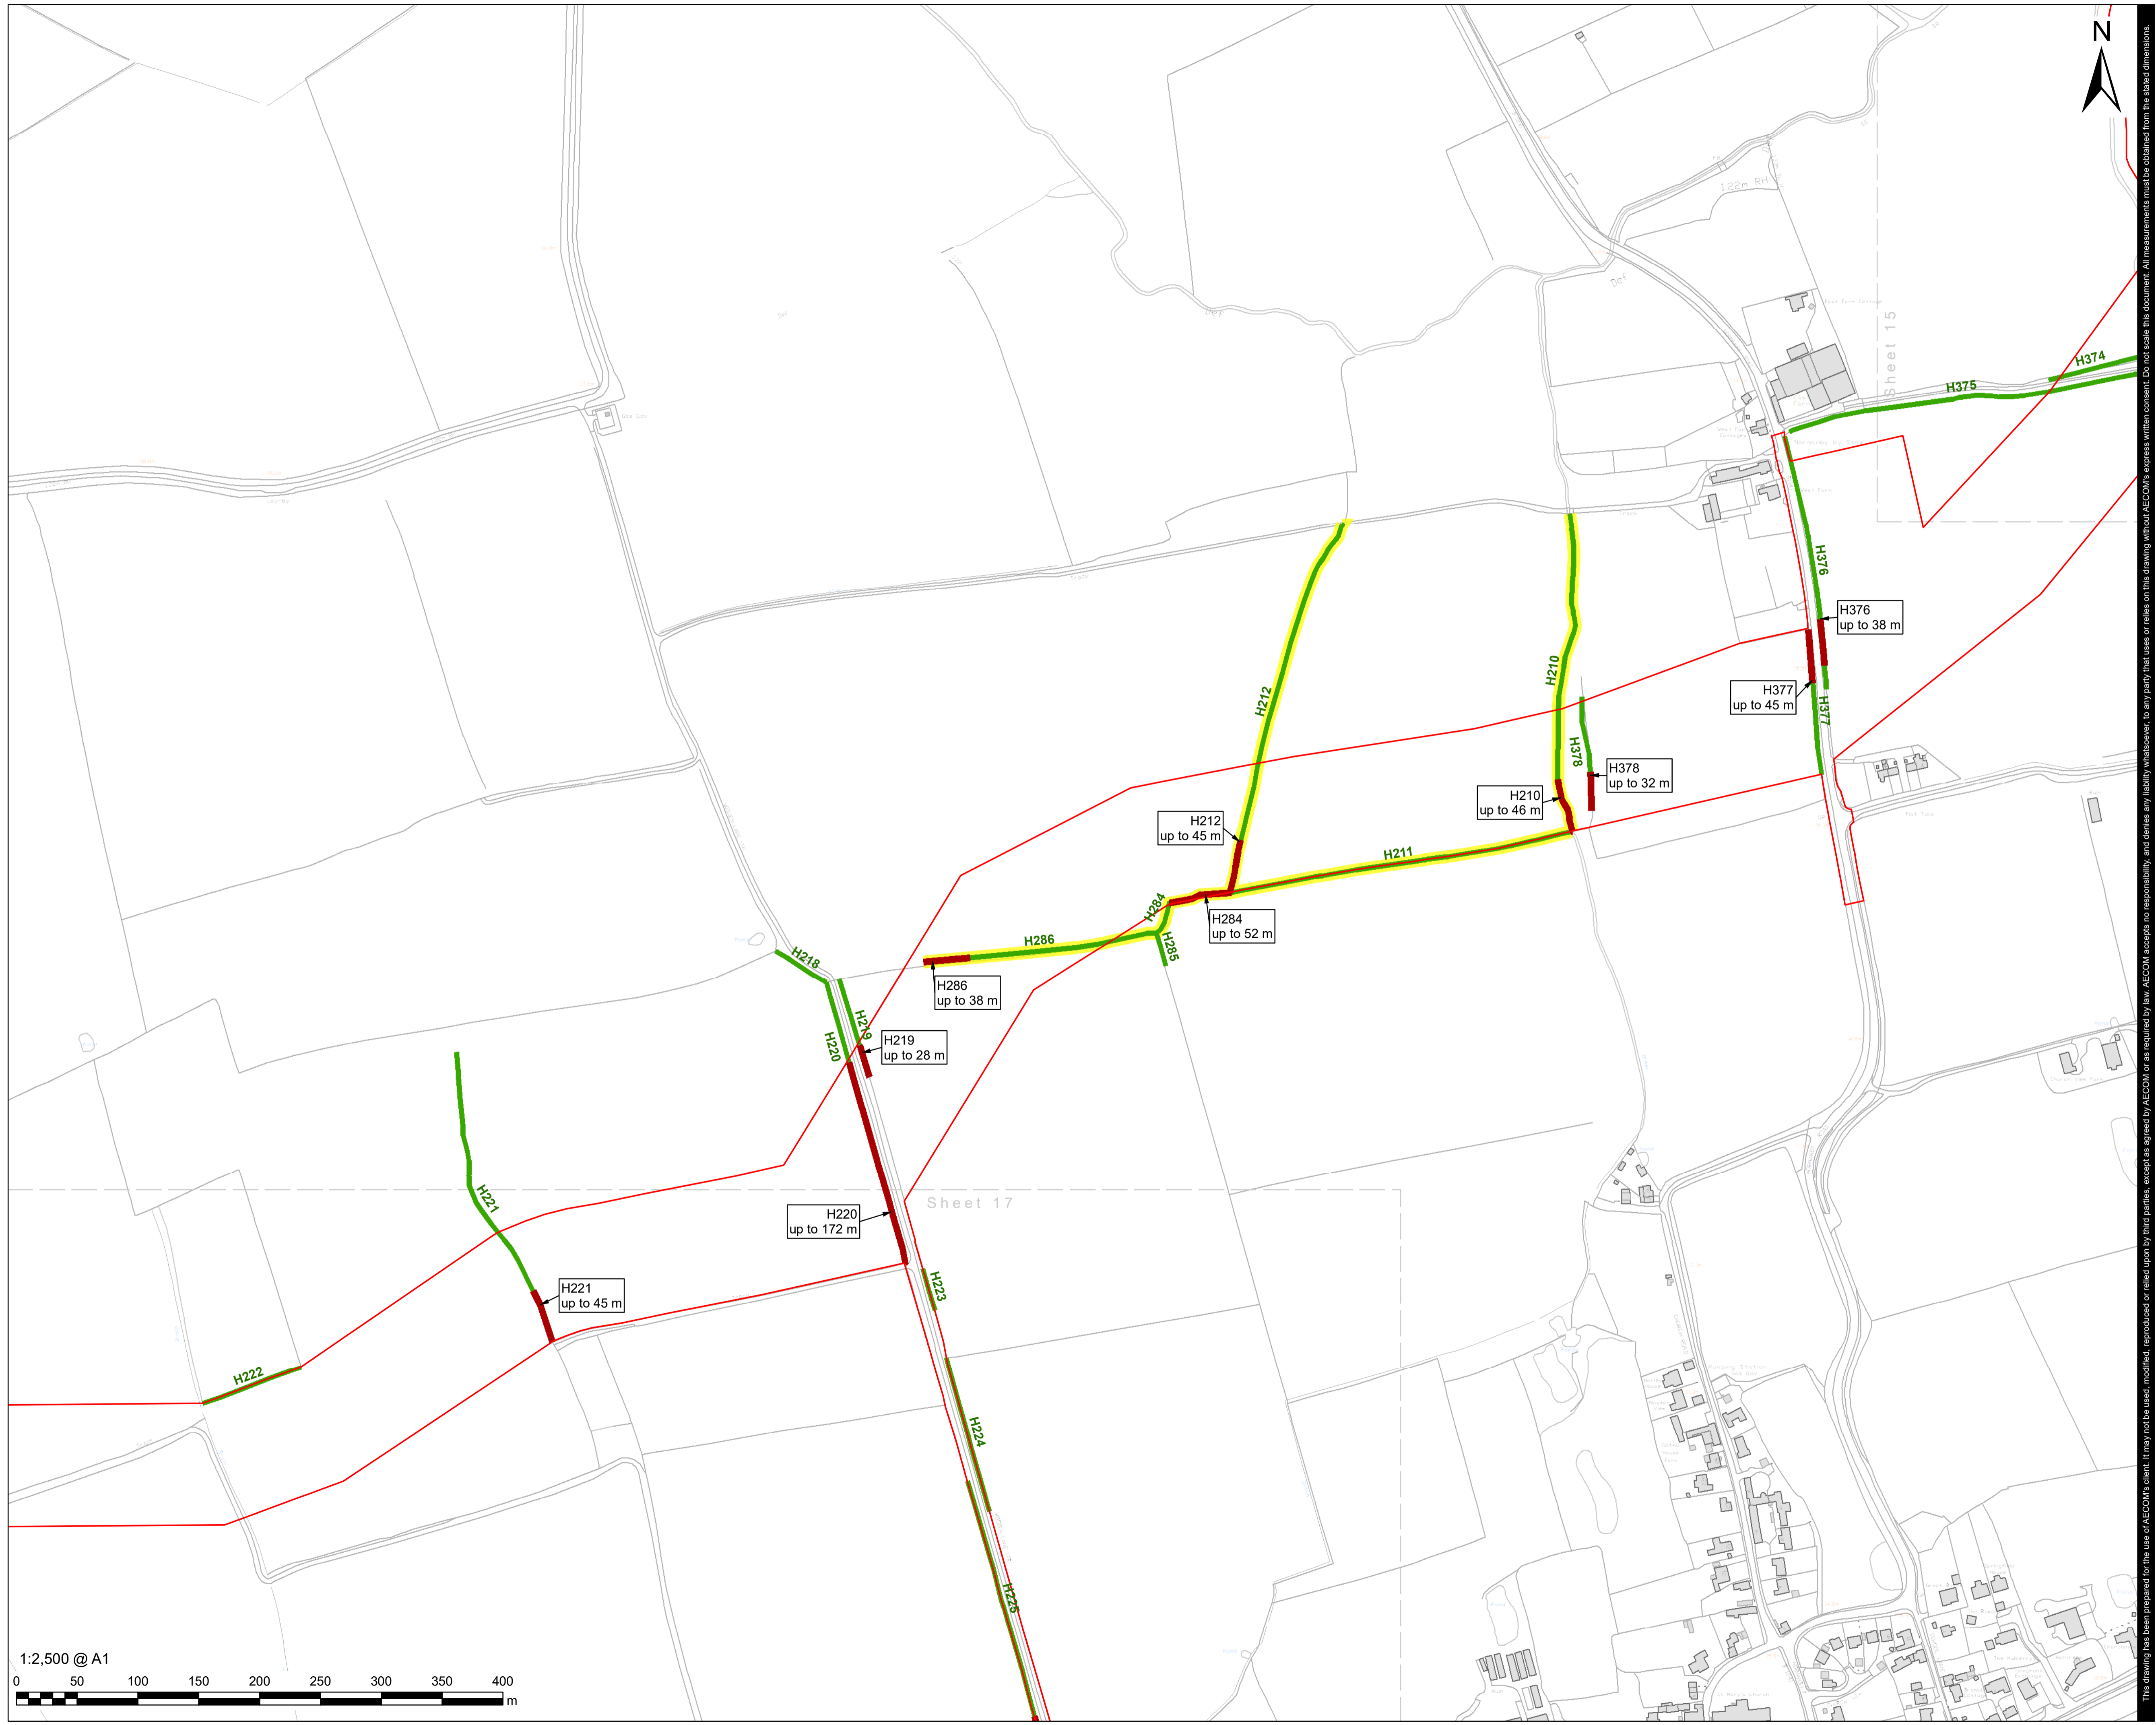 N
This drawing has been prepared for the use of AECOM's client. It may not be used, modified, reproduced or relied upon by third parties, except as agreed by AECOM or as required by law. AECOM accepts no responsibility, and denies any liability whatsoever, to any party that uses or relies on this drawing without AECOM's express written consent. Do not scale this document. All measurements must be obtained from the stated dimensions.
1.22m RH
Def
Sheet 15
H374
H375
Track
H376
H376
up to 38 m
H377
up to 45 m
H377
H210
H212
H378
H378
up to 32 m
H210
up to 46 m
H212
up to 45 m
H211
H284
H284
up to 52 m
H285
H286
H286
up to 38 m
H218
H219
H219
up to 28 m
H220
H220
up to 172 m
Sheet 17
H221
H221
up to 45 m
H222
H223
H224
H225
1:2,500 @ A1
0 50 100 150 200 250 300 350 400
m